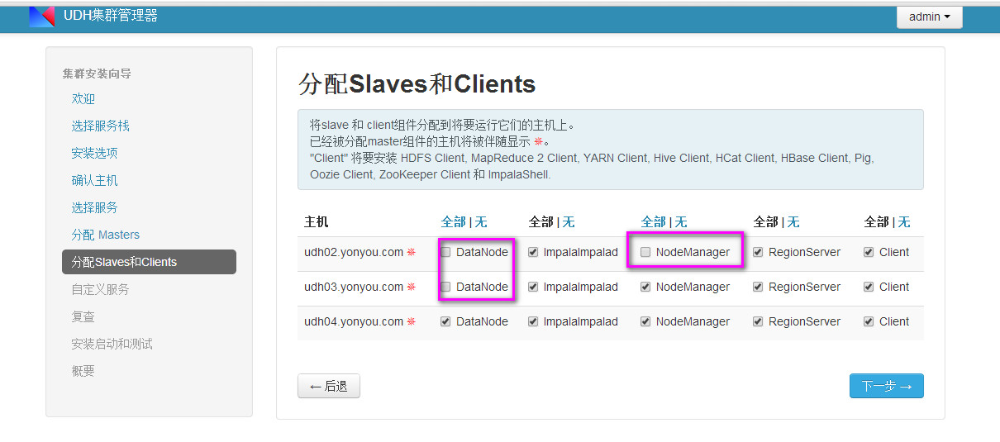 UDH集群管理器
admin
集群安装向导
欢迎
选择服务栈
安装选项
确认主机
选择服务
分配 Masters
分配Slaves和Clients
自定义服务
复查
安装启动和测试
概要
分配Slaves和Clients
将slave 和 client组件分配到将要运行它们的主机上。
已经被分配master组件的主机将被伴随显示 ※。
"Client" 将要安装 HDFS Client, MapReduce 2 Client, YARN Client, Hive Client, HCat Client, HBase Client, Pig,
Oozie Client, ZooKeeper Client 和 ImpalaShell.
主机 全部 | 无 全部 | 无 全部 | 无 全部 | 无 全部 | 无
udh02.yonyou.com ※ DataNode ImpalaImpalad NodeManager RegionServer Client
udh03.yonyou.com ※ DataNode ImpalaImpalad NodeManager RegionServer Client
udh04.yonyou.com ※ DataNode ImpalaImpalad NodeManager RegionServer Client
← 后退
下一步 →